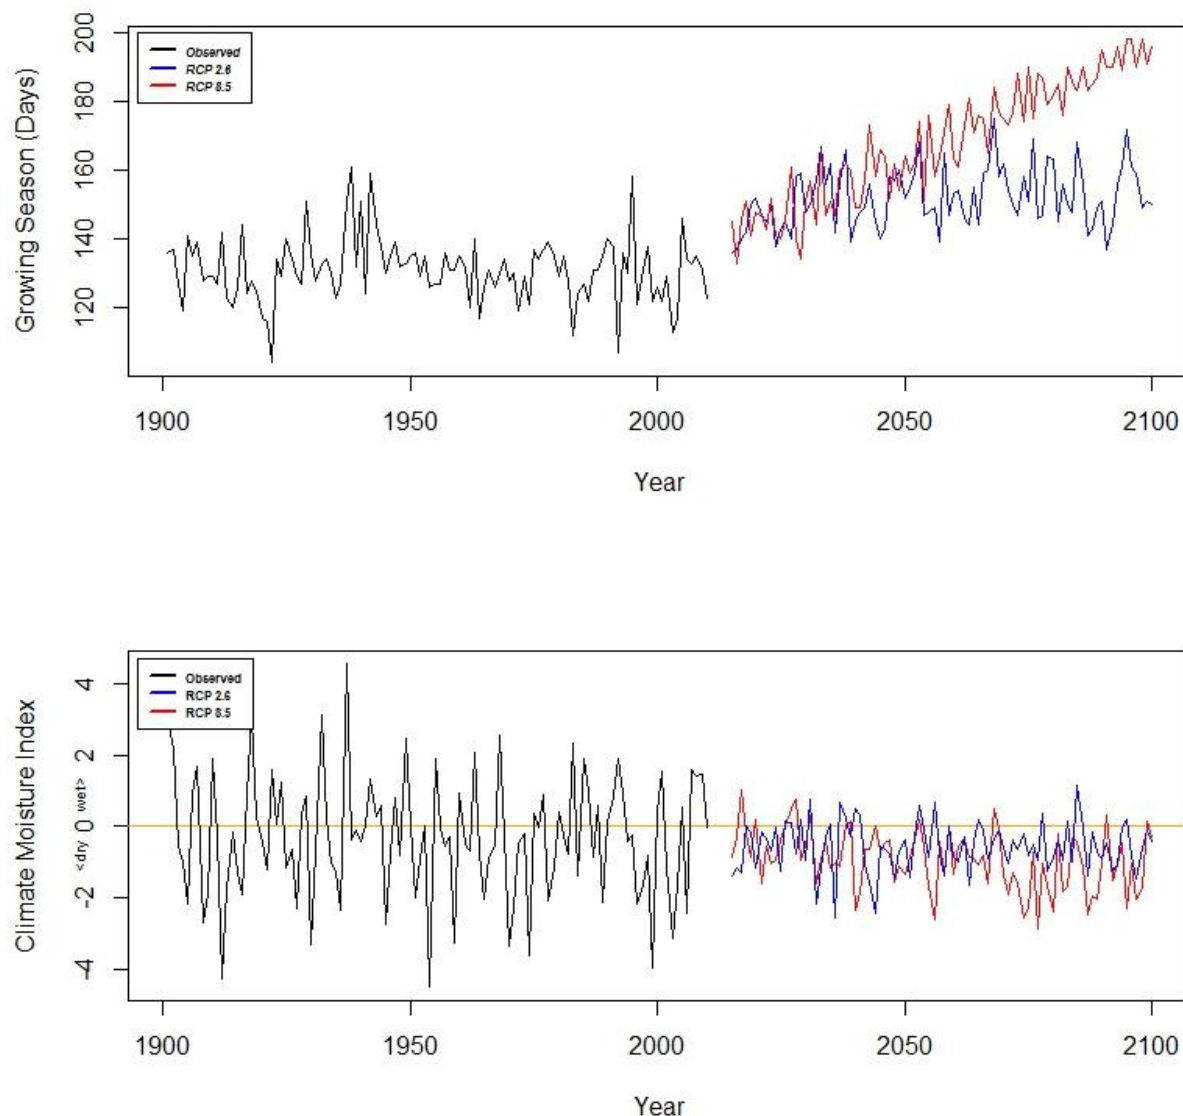 Growing Season (Days)
200
180
160
140
120
Observed
RCP 2.6
RCP 8.5
1900 1950 2000 2050 2100
Year
Climate Moisture Index
<dry wet>
4
2
0
-2
-4
Observed
RCP 2.6
RCP 8.5
1900 1950 2000 2050 2100
Year